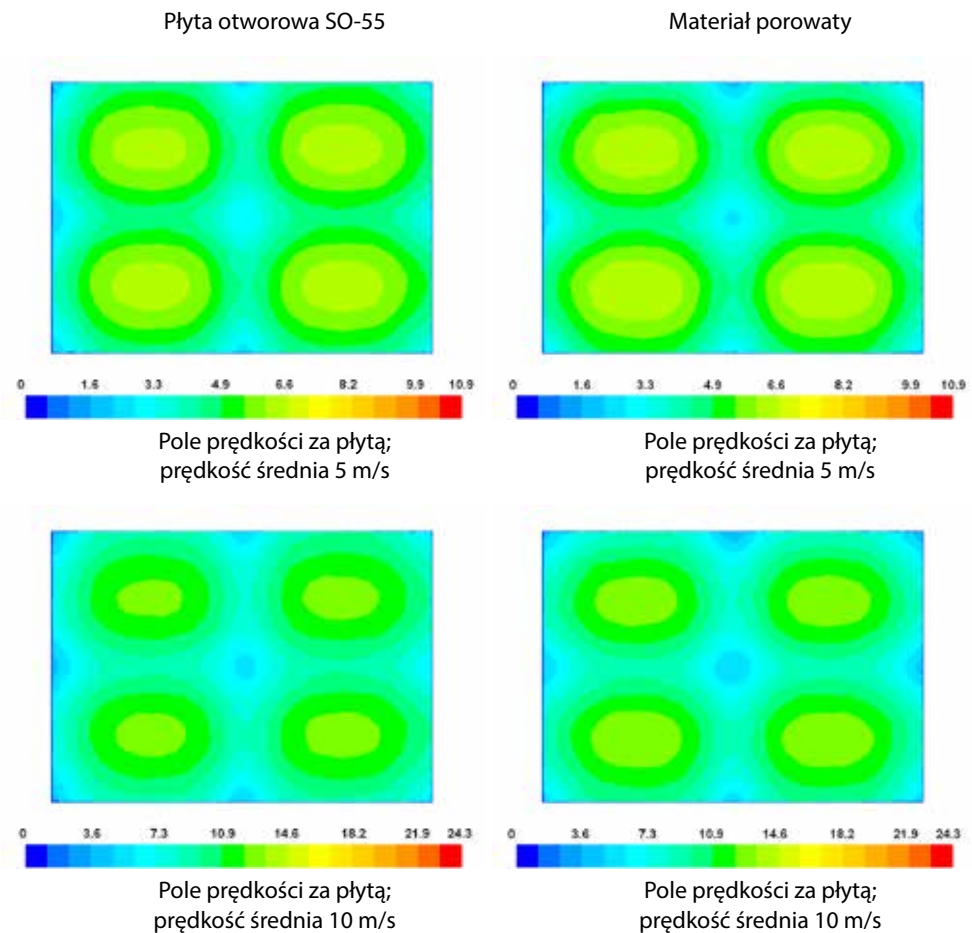 Płyta otworowa SO-55
Materiał porowaty
0 1.6 3.3 4.9 6.6 8.2 9.9 10.9
0 1.6 3.3 4.9 6.6 8.2 9.9 10.9
Pole prędkości za płytą;
prędkość średnia 5 m/s
Pole prędkości za płytą;
prędkość średnia 5 m/s
0 3.6 7.3 10.9 14.6 18.2 21.9 24.3
0 3.6 7.3 10.9 14.6 18.2 21.9 24.3
Pole prędkości za płytą;
prędkość średnia 10 m/s
Pole prędkości za płytą;
prędkość średnia 10 m/s